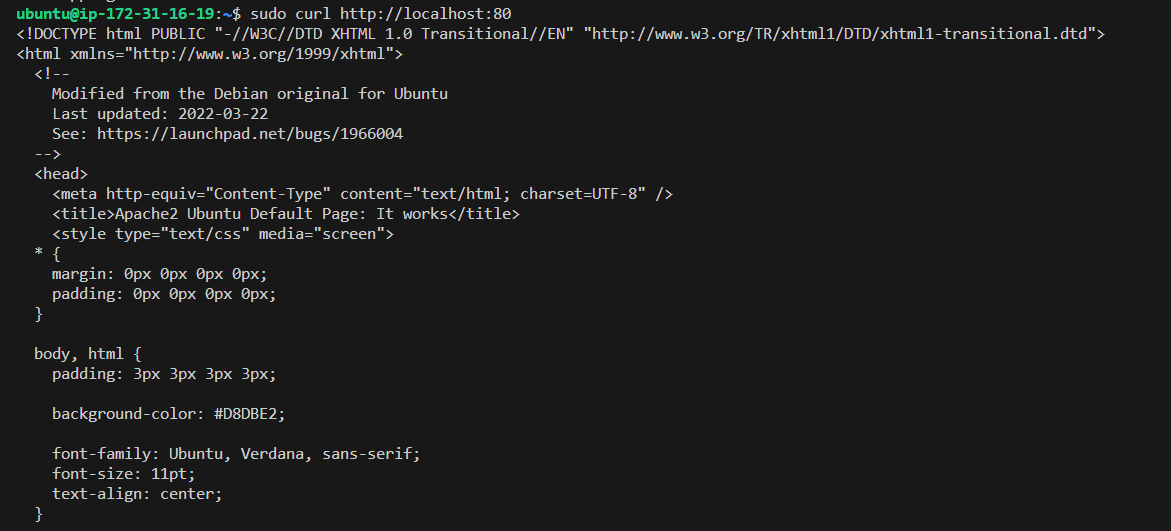 ubuntu@ip-172-31-16-19:~$ sudo curl http://localhost:80
<!DOCTYPE html PUBLIC "-//W3C//DTD XHTML 1.0 Transitional//EN" "http://www.w3.org/TR/xhtml1/DTD/xhtml1-transitional.dtd">
<html xmlns="http://www.w3.org/1999/xhtml">
  <!--
    Modified from the Debian original for Ubuntu
    Last updated: 2022-03-22
    See: https://launchpad.net/bugs/1966004
  -->
  <head>
    <meta http-equiv="Content-Type" content="text/html; charset=UTF-8" />
    <title>Apache2 Ubuntu Default Page: It works</title>
    <style type="text/css" media="screen">
  * {
    margin: 0px 0px 0px 0px;
    padding: 0px 0px 0px 0px;
  }

  body, html {
    padding: 3px 3px 3px 3px;

    background-color: #D8DBE2;

    font-family: Ubuntu, Verdana, sans-serif;
    font-size: 11pt;
    text-align: center;
  }